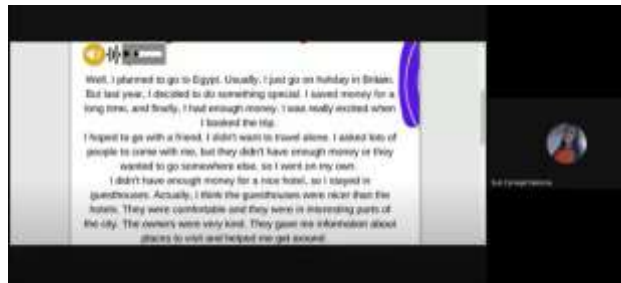 Well, I planned to go to Egypt. Usually, I just go on holiday in Britain.
But last year, I decided to do something special. I saved money for a
long time, and finally, I had enough money. I was really excited when
I booked the trip.
I hoped to go with a friend. I didn't want to travel alone. I asked lots of
people to come with me, but they didn't have enough money or they
wanted to go somewhere else, so I went on my own.
I didn't have enough money for a nice hotel, so I stayed in
guesthouses. Actually, I think the guesthouses were nicer than the
hotels. They were comfortable and they were in interesting parts of
the city. The owners were very kind. They gave me information about
places to visit and helped me get around.